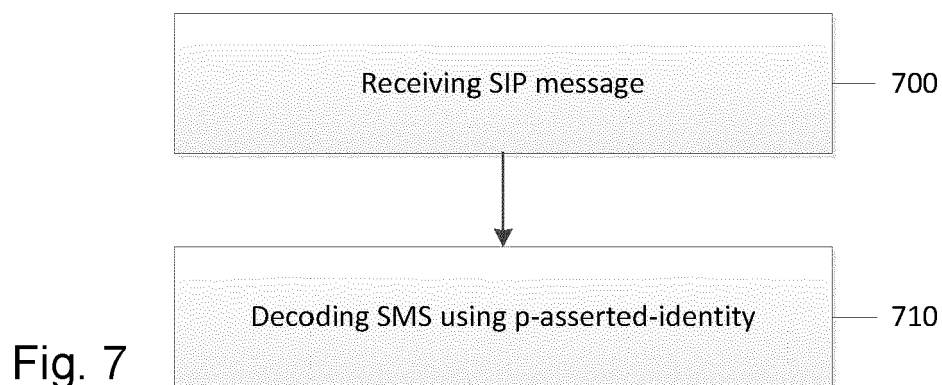 Receiving SIP message
700
Decoding SMS using p-asserted-identity
710
Fig. 7